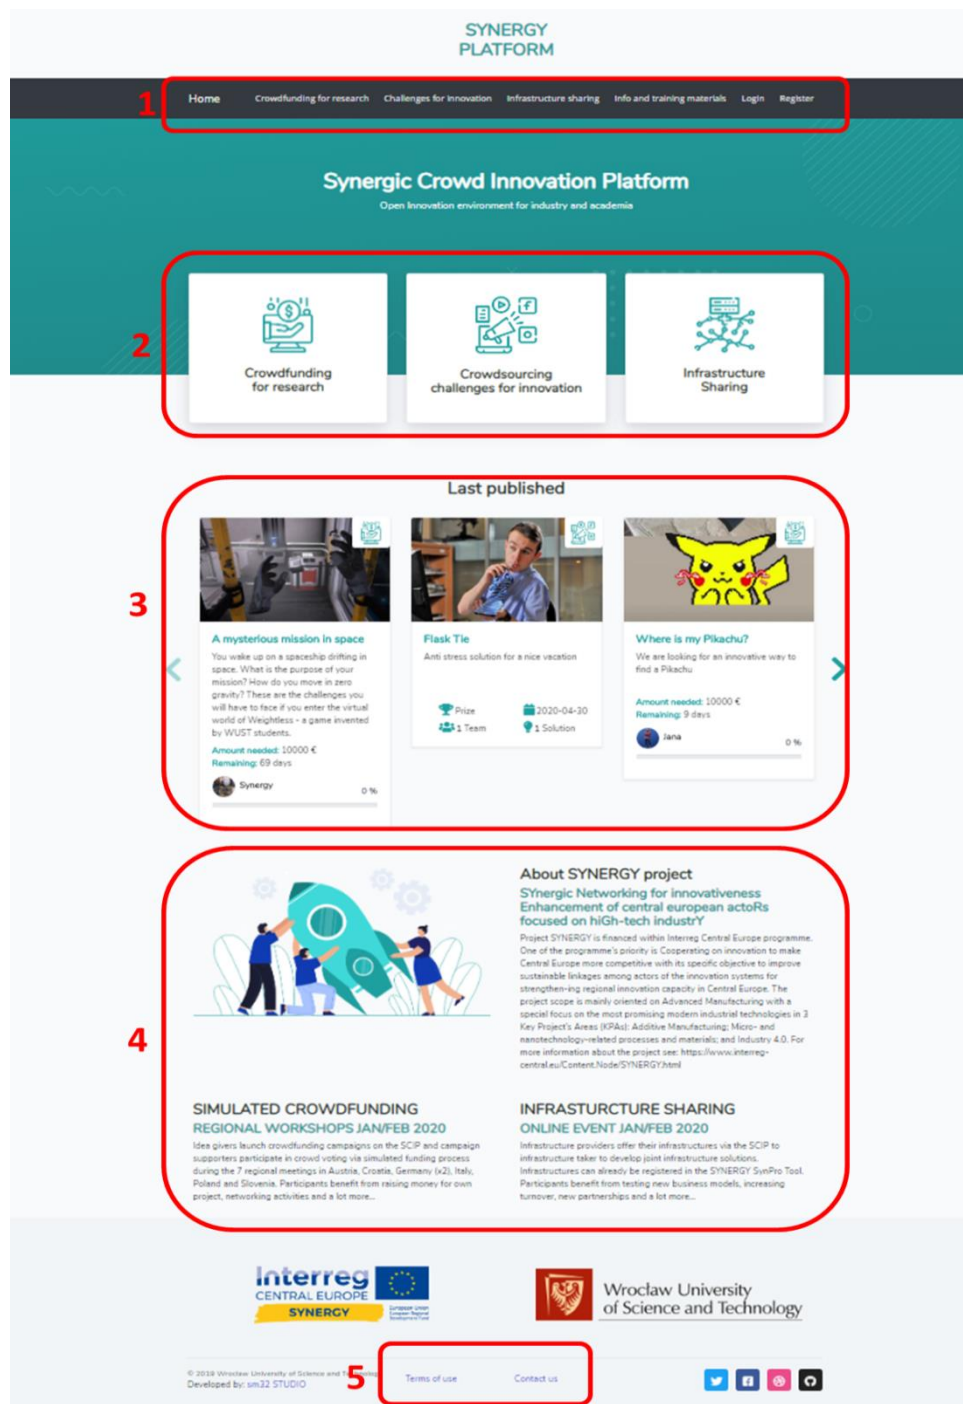 SYNERGY
PLATFORM
1
Home Crowdfunding for research Challenges for innovation Infrastructure sharing Info and training materials Login Register
Synergic Crowd Innovation Platform
Open Innovation environment for industry and academia
2
Crowdfunding
for research
Crowdsourcing
challenges for innovation
Infrastructure
Sharing
3
Last published
A mysterious mission in space
You wake up on a spaceship drifting in
space. What is the purpose of your
mission? How do you move in zero
gravity? These are the challenges you
will have to face if you enter the virtual
world of Weightless - a game invented
by WUST students.
Amount needed: 10000 €
Remaining: 69 days
Synergy 0 %
Flask Tie
Anti stress solution for a nice vacation
Prize 2020-04-30
1 Team 1 Solution
Where is my Pikachu?
We are looking for an innovative way to
find a Pikachu
Amount needed: 10000 €
Remaining: 9 days
Jana 0 %
4
About SYNERGY project
SYnergic Networking for innovativeness
Enhancement of central european actoRs
focused on hiGh-tech industrY
Project SYNERGY is financed within Interreg Central Europe programme.
One of the programme's priority is Cooperating on innovation to make
Central Europe more competitive with its specific objective to improve
sustainable linkages among actors of the innovation systems for
strengthen-ing regional innovation capacity in Central Europe. The
project scope is mainly oriented on Advanced Manufacturing with a
special focus on the most promising modern industrial technologies in 3
Key Project's Areas (KPAs): Additive Manufacturing; Micro- and
nanotechnology-related processes and materials; and Industry 4.0. For
more information about the project see: https://www.interreg-
central.eu/Content.Node/SYNERGY.html
SIMULATED CROWDFUNDING
REGIONAL WORKSHOPS JAN/FEB 2020
Idea givers launch crowdfunding campaigns on the SCIP and campaign
supporters participate in crowd voting via simulated funding process
during the 7 regional meetings in Austria, Croatia, Germany (x2), Italy,
Poland and Slovenia. Participants benefit from raising money for own
project, networking activities and a lot more...
INFRASTURCTURE SHARING
ONLINE EVENT JAN/FEB 2020
Infrastructure providers offer their infrastructures via the SCIP to
infrastructure taker to develop joint infrastructure solutions.
Infrastructures can already be registered in the SYNERGY SynPro Tool.
Participants benefit from testing new business models, increasing
turnover, new partnerships and a lot more...
Interreg
CENTRAL EUROPE
SYNERGY
European Union
European Regional
Development Fund
Wrocław University
of Science and Technology
5
© 2019 Wroclaw University of Science and Technology
Developed by: sm32 STUDIO
Terms of use Contact us